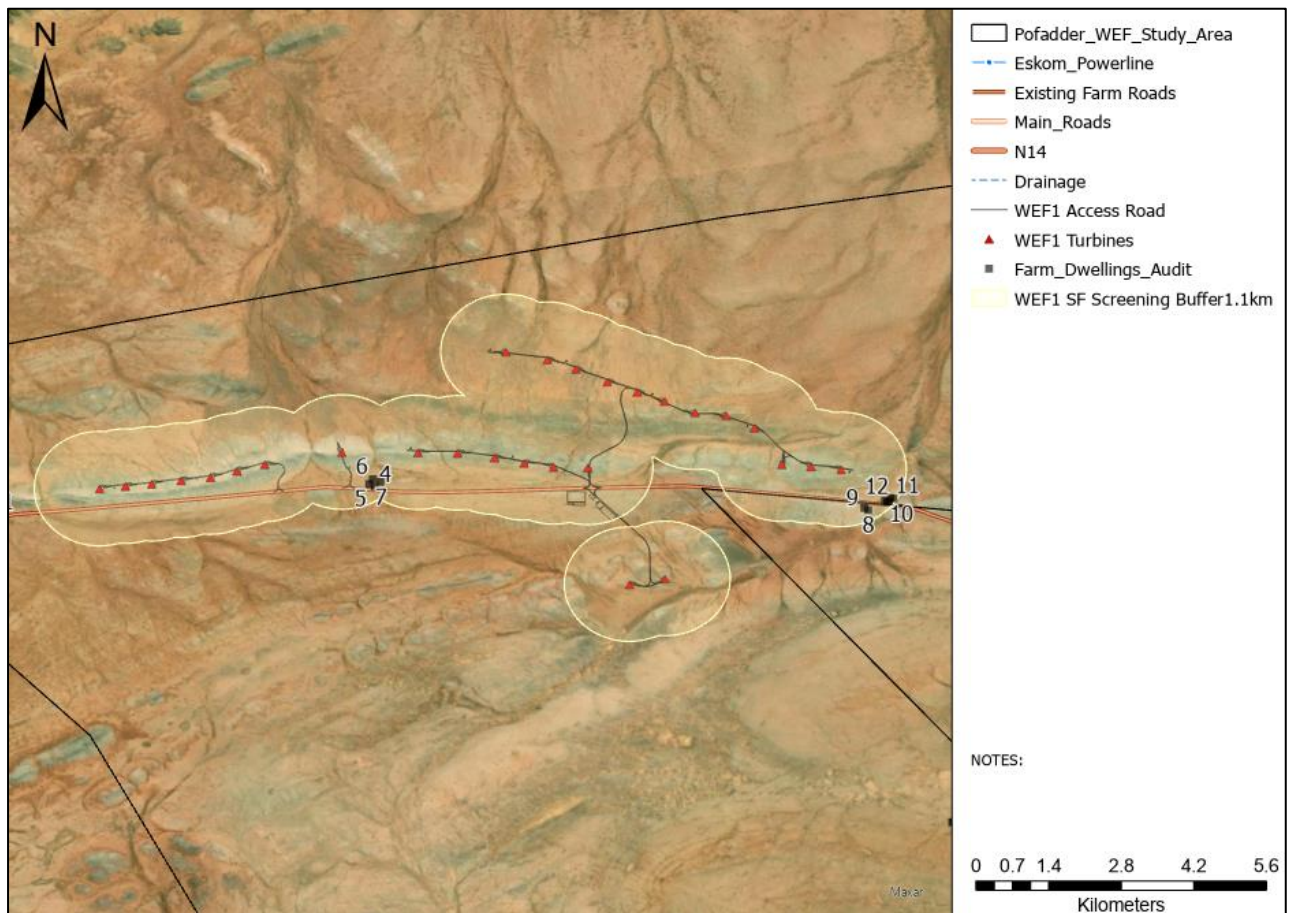 N
Pofadder_WEF_Study_Area
Eskom_Powerline
Existing Farm Roads
Main_Roads
N14
Drainage
WEF1 Access Road
WEF1 Turbines
Farm_Dwellings_Audit
WEF1 SF Screening Buffer1.1km
6 4
5 7
9 12 11
8 10
NOTES:
0 0.7 1.4 2.8 4.2 5.6
Kilometers
Maxar